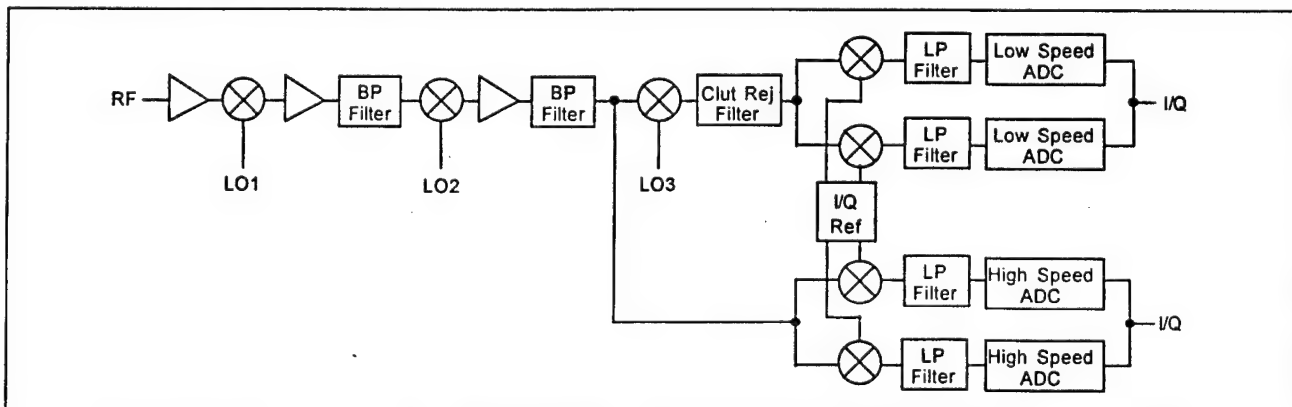 RF
LO1
BP
Filter
LO2
BP
Filter
LO3
Clut Rej
Filter
LP
Filter
Low Speed
ADC
LP
Filter
Low Speed
ADC
I/Q
I/Q
Ref
LP
Filter
High Speed
ADC
LP
Filter
High Speed
ADC
I/Q